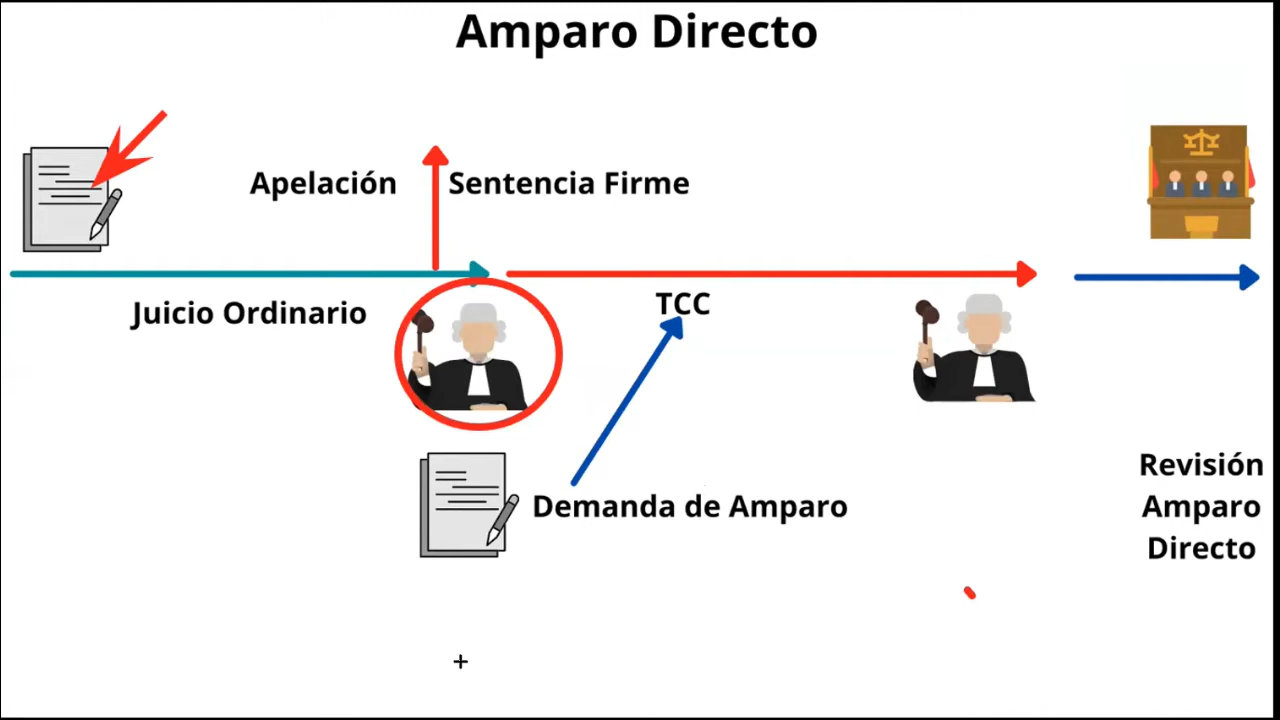 Amparo Directo
Apelación
Sentencia Firme
Juicio Ordinario
TCC
Demanda de Amparo
Revisión
Amparo
Directo